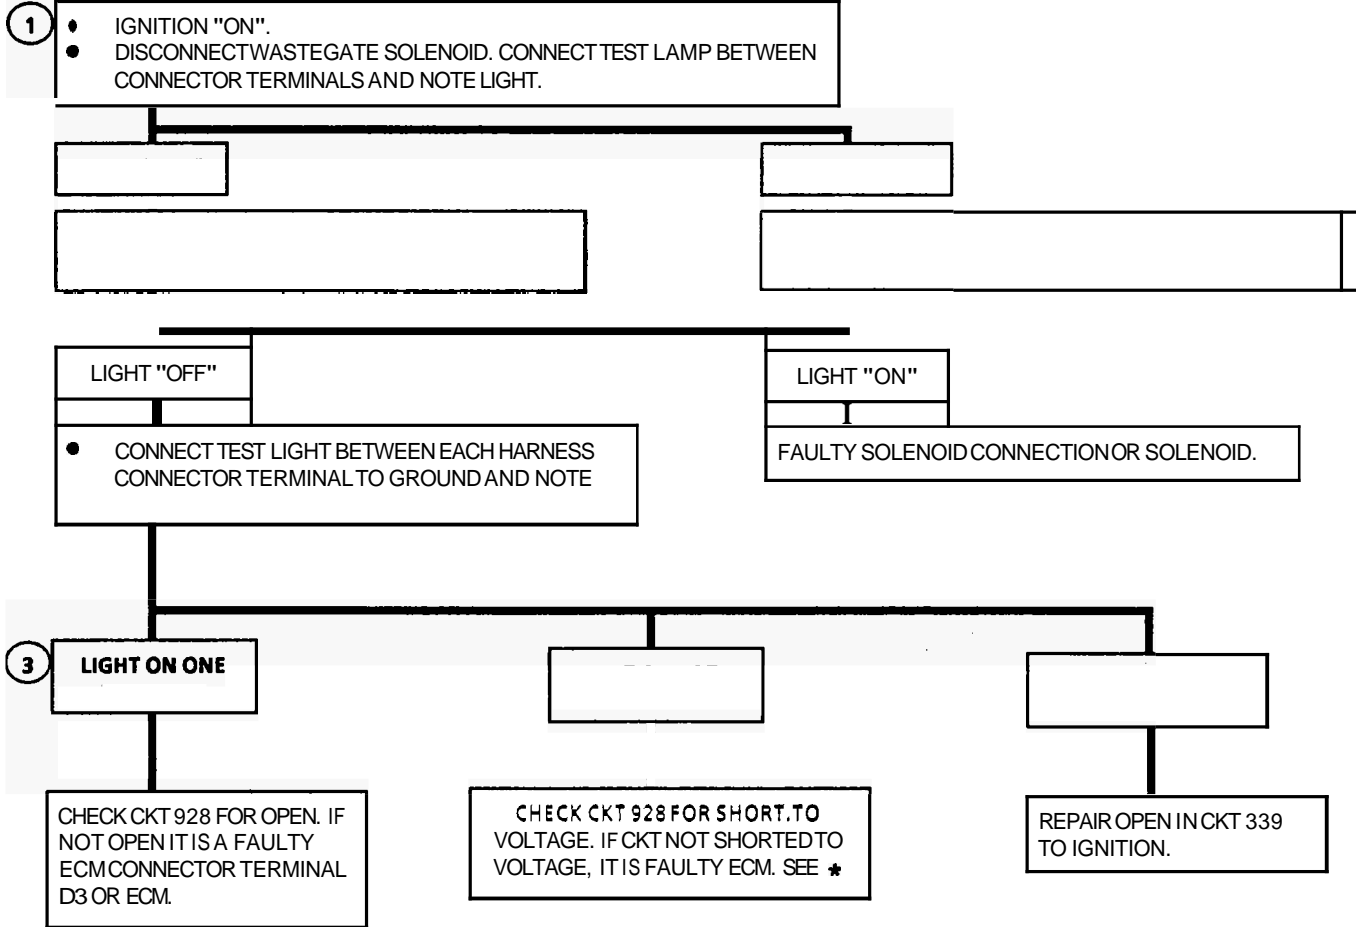 1
• IGNITION "ON".
• DISCONNECT WASTEGATE SOLENOID. CONNECT TEST LAMP BETWEEN
CONNECTOR TERMINALS AND NOTE LIGHT.
LIGHT "OFF"
LIGHT "ON"
• CONNECT TEST LIGHT BETWEEN EACH HARNESS
CONNECTOR TERMINAL TO GROUND AND NOTE
FAULTY SOLENOID CONNECTION OR SOLENOID.
3
LIGHT ON ONE
CHECK CKT 928 FOR OPEN. IF
NOT OPEN IT IS A FAULTY
ECM CONNECTOR TERMINAL
D3 OR ECM.
CHECK CKT 928 FOR SHORT.TO
VOLTAGE. IF CKT NOT SHORTED TO
VOLTAGE, IT IS FAULTY ECM. SEE *
REPAIR OPEN IN CKT 339
TO IGNITION.